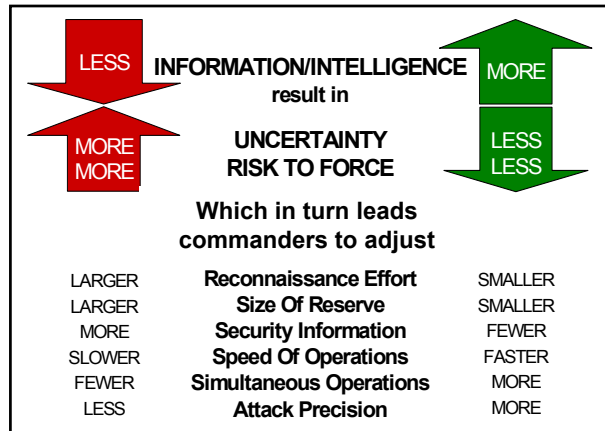 LESS INFORMATION/INTELLIGENCE MORE
result in
MORE UNCERTAINTY LESS
MORE RISK TO FORCE LESS
Which in turn leads
commanders to adjust
LARGER Reconnaissance Effort SMALLER
LARGER Size Of Reserve SMALLER
MORE Security Information FEWER
SLOWER Speed Of Operations FASTER
FEWER Simultaneous Operations MORE
LESS Attack Precision MORE